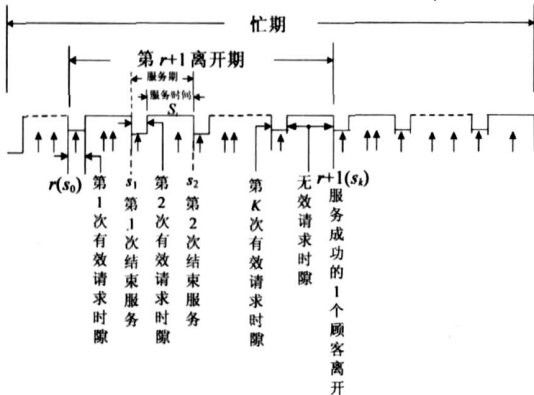 忙期
第 r+1 离开期
服务期
服务时间
S
r(s₀)
第1次有效请求时隙
s₁
第1次结束服务
第2次有效请求时隙
s₂
第2次结束服务
第K次有效请求时隙
无效请求时隙
r+1(sₖ)
服务成功的1个顾客离开